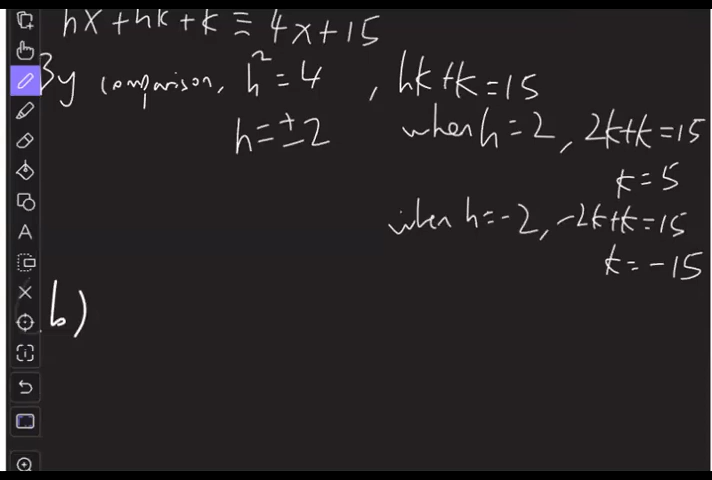 hx + hk + k ≡ 4x + 15
By comparison, h² = 4 , hk + k = 15
h = ±2 when h = 2, 2k + k = 15
k = 5
when h = -2, -2k + k = 15
k = -15
b)